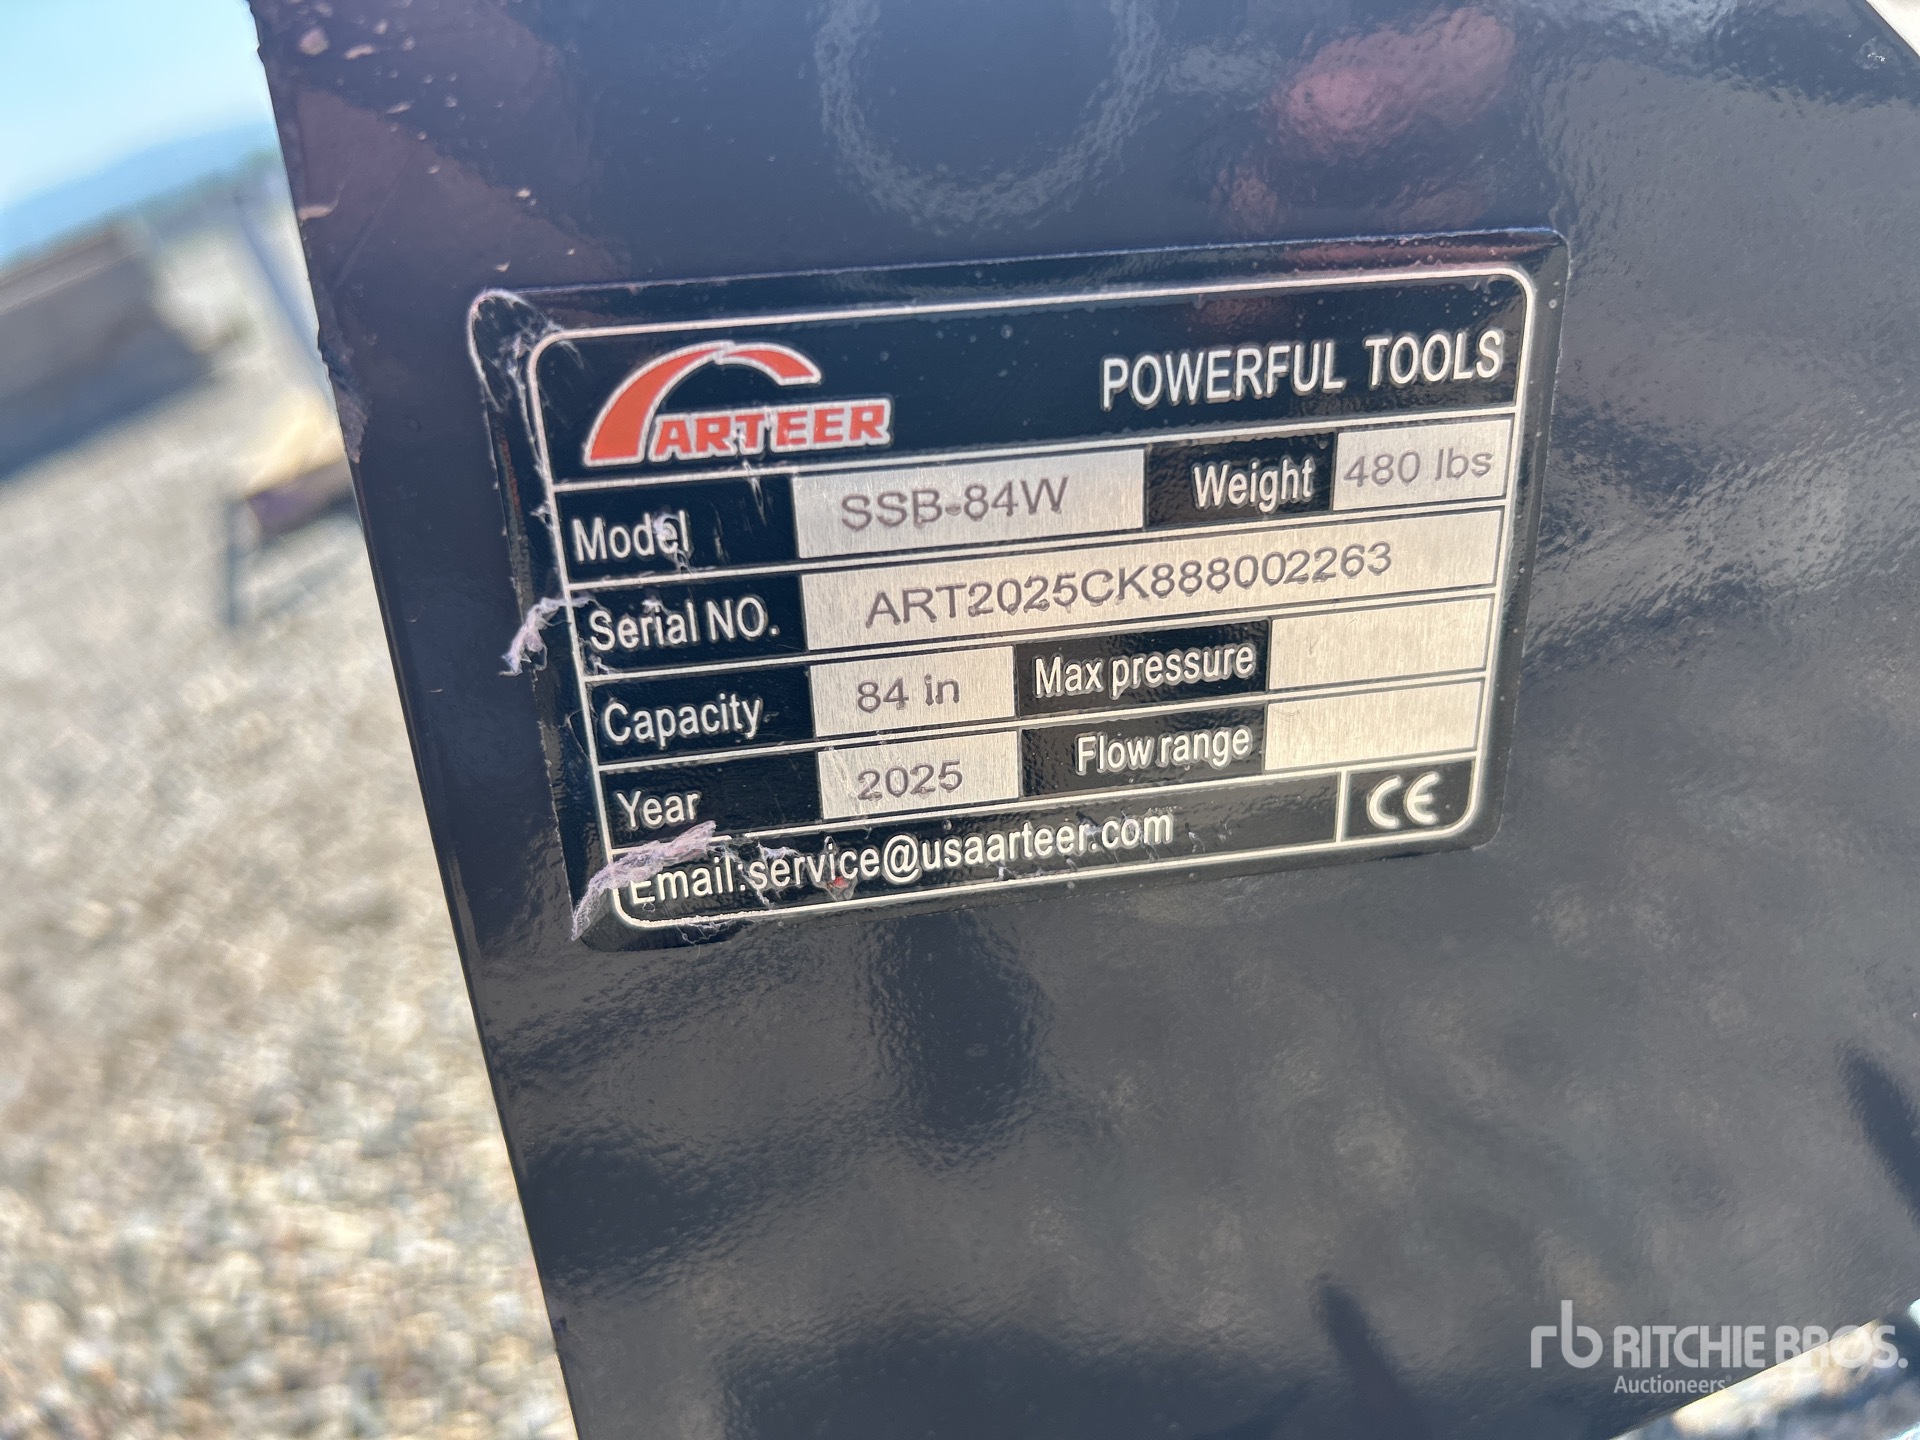 ARTEER POWERFUL TOOLS
Model SSB-84W Weight 480 lbs
Serial NO. ART2025CK888002263
Capacity 84 in Max pressure
Year 2025 Flow range
Email:service@usaarteer.com CE
rb RITCHIE BROS.
Auctioneers